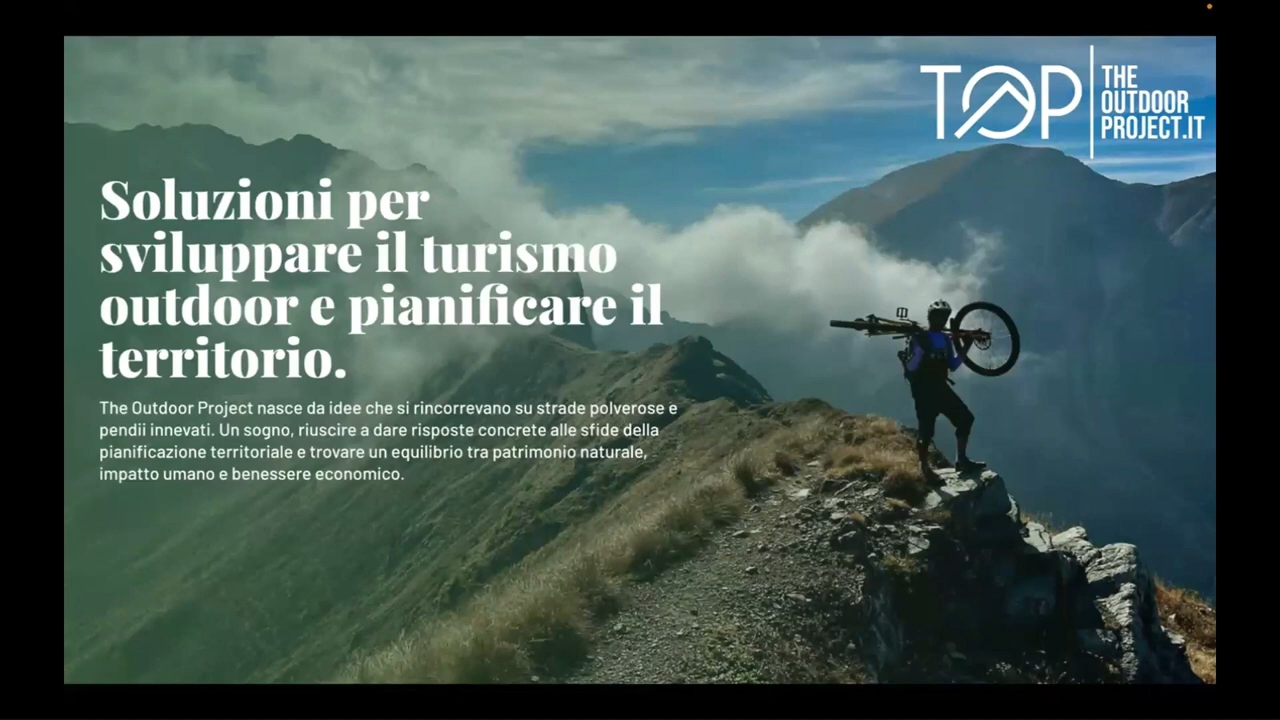 TOP
THE
OUTDOOR
PROJECT.IT
Soluzioni per
sviluppare il turismo
outdoor e pianificare il
territorio.
The Outdoor Project nasce da idee che si rincorrevano su strade polverose e
pendii innevati. Un sogno, riuscire a dare risposte concrete alle sfide della
pianificazione territoriale e trovare un equilibrio tra patrimonio naturale,
impatto umano e benessere economico.